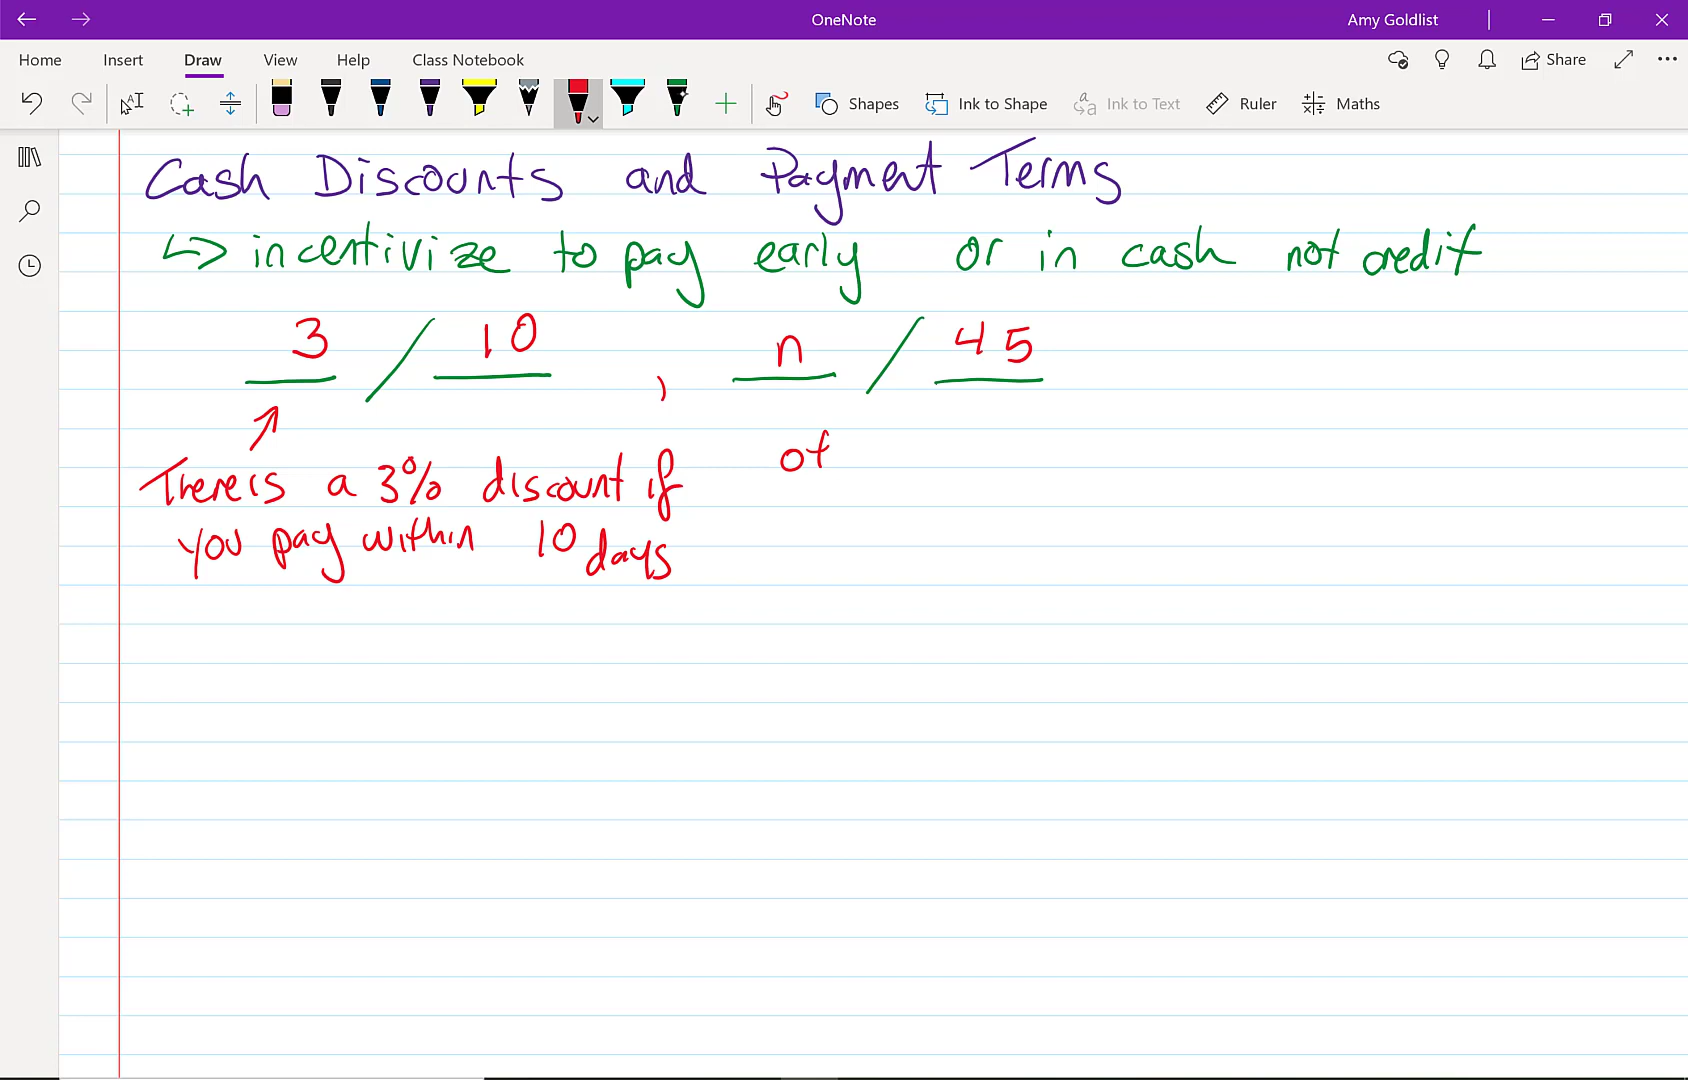 OneNote
Amy Goldlist
Home Insert Draw View Help Class Notebook
Share
Shapes Ink to Shape Ink to Text Ruler Maths
Cash Discounts and Payment Terms
↳ incentivize to pay early or in cash not credit
3 / 10 , n / 45
There is a 3% discount if
you pay within 10 days
ot